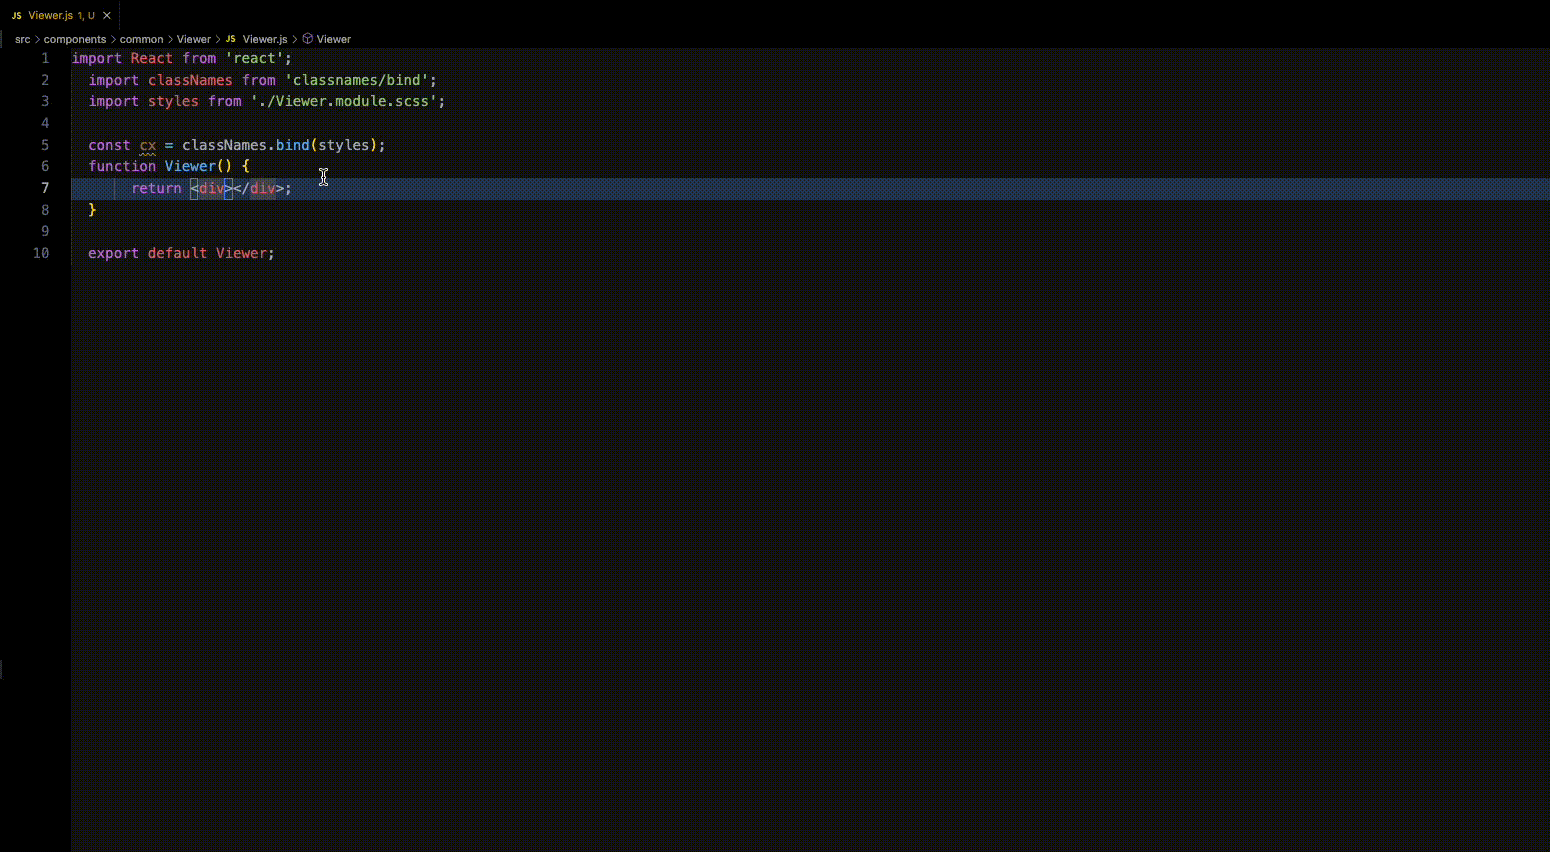 JS Viewer.js 1, U ×
src > components > common > Viewer > JS Viewer.js > Viewer
1 import React from 'react';
2 import classNames from 'classnames/bind';
3 import styles from './Viewer.module.scss';
4
5 const cx = classNames.bind(styles);
6 function Viewer() {
7 return <div></div>;
8 }
9
10 export default Viewer;